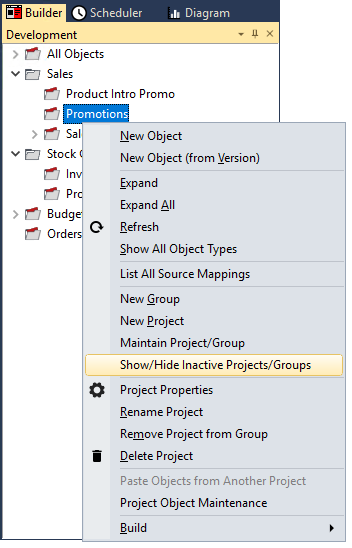 Builder Scheduler Diagram
Development
All Objects
Sales
Product Intro Promo
Promotions
Sal
Stock C
Inv
Pro
Budge
Orders
New Object
New Object (from Version)
Expand
Expand All
Refresh
Show All Object Types
List All Source Mappings
New Group
New Project
Maintain Project/Group
Show/Hide Inactive Projects/Groups
Project Properties
Rename Project
Remove Project from Group
Delete Project
Paste Objects from Another Project
Project Object Maintenance
Build